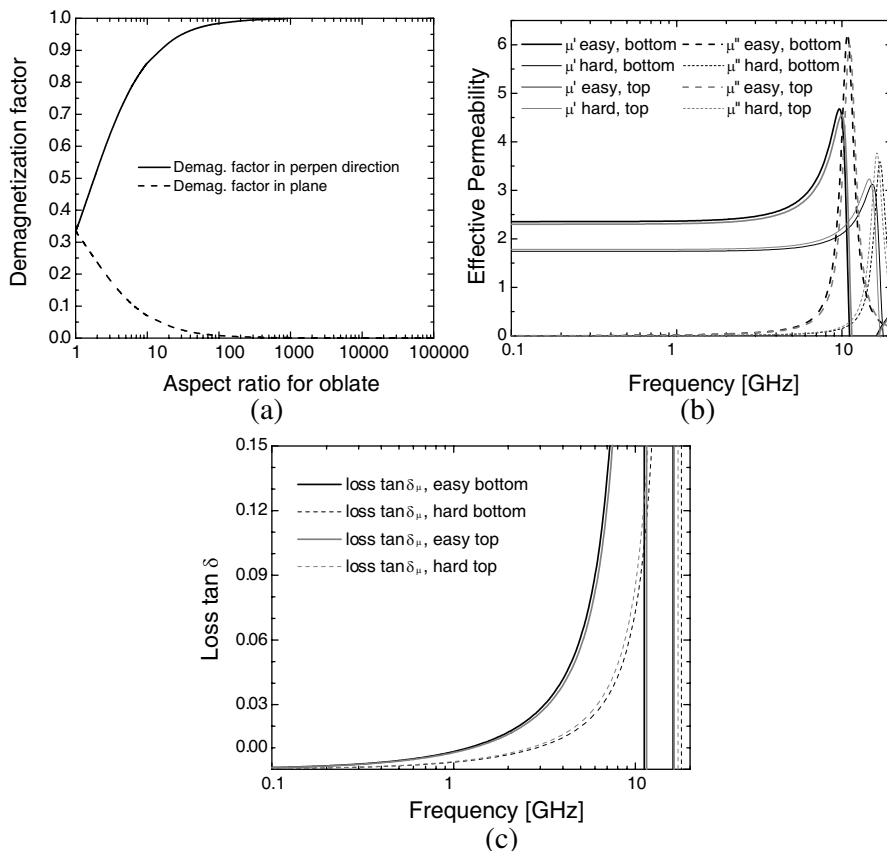 1.0
0.9
0.8
0.7
0.6
0.5
0.4
0.3
0.2
0.1
0.0
Demagnetization factor
Demag. factor in perpen direction
Demag. factor in plane
1 10 100 1000 10000 100000
Aspect ratio for oblate
(a)
6
5
4
3
2
1
0
Effective Permeability
μ' easy, bottom μ" easy, bottom
μ' hard, bottom μ" hard, bottom
μ' easy, top μ" easy, top
μ' hard, top μ" hard, top
0.1 1 10
Frequency [GHz]
(b)
0.15
0.12
0.09
0.06
0.03
0.00
Loss tan δ
loss tan δμ, easy bottom
loss tan δμ, hard bottom
loss tan δμ, easy top
loss tan δμ, hard top
0.1 1 10
Frequency [GHz]
(c)